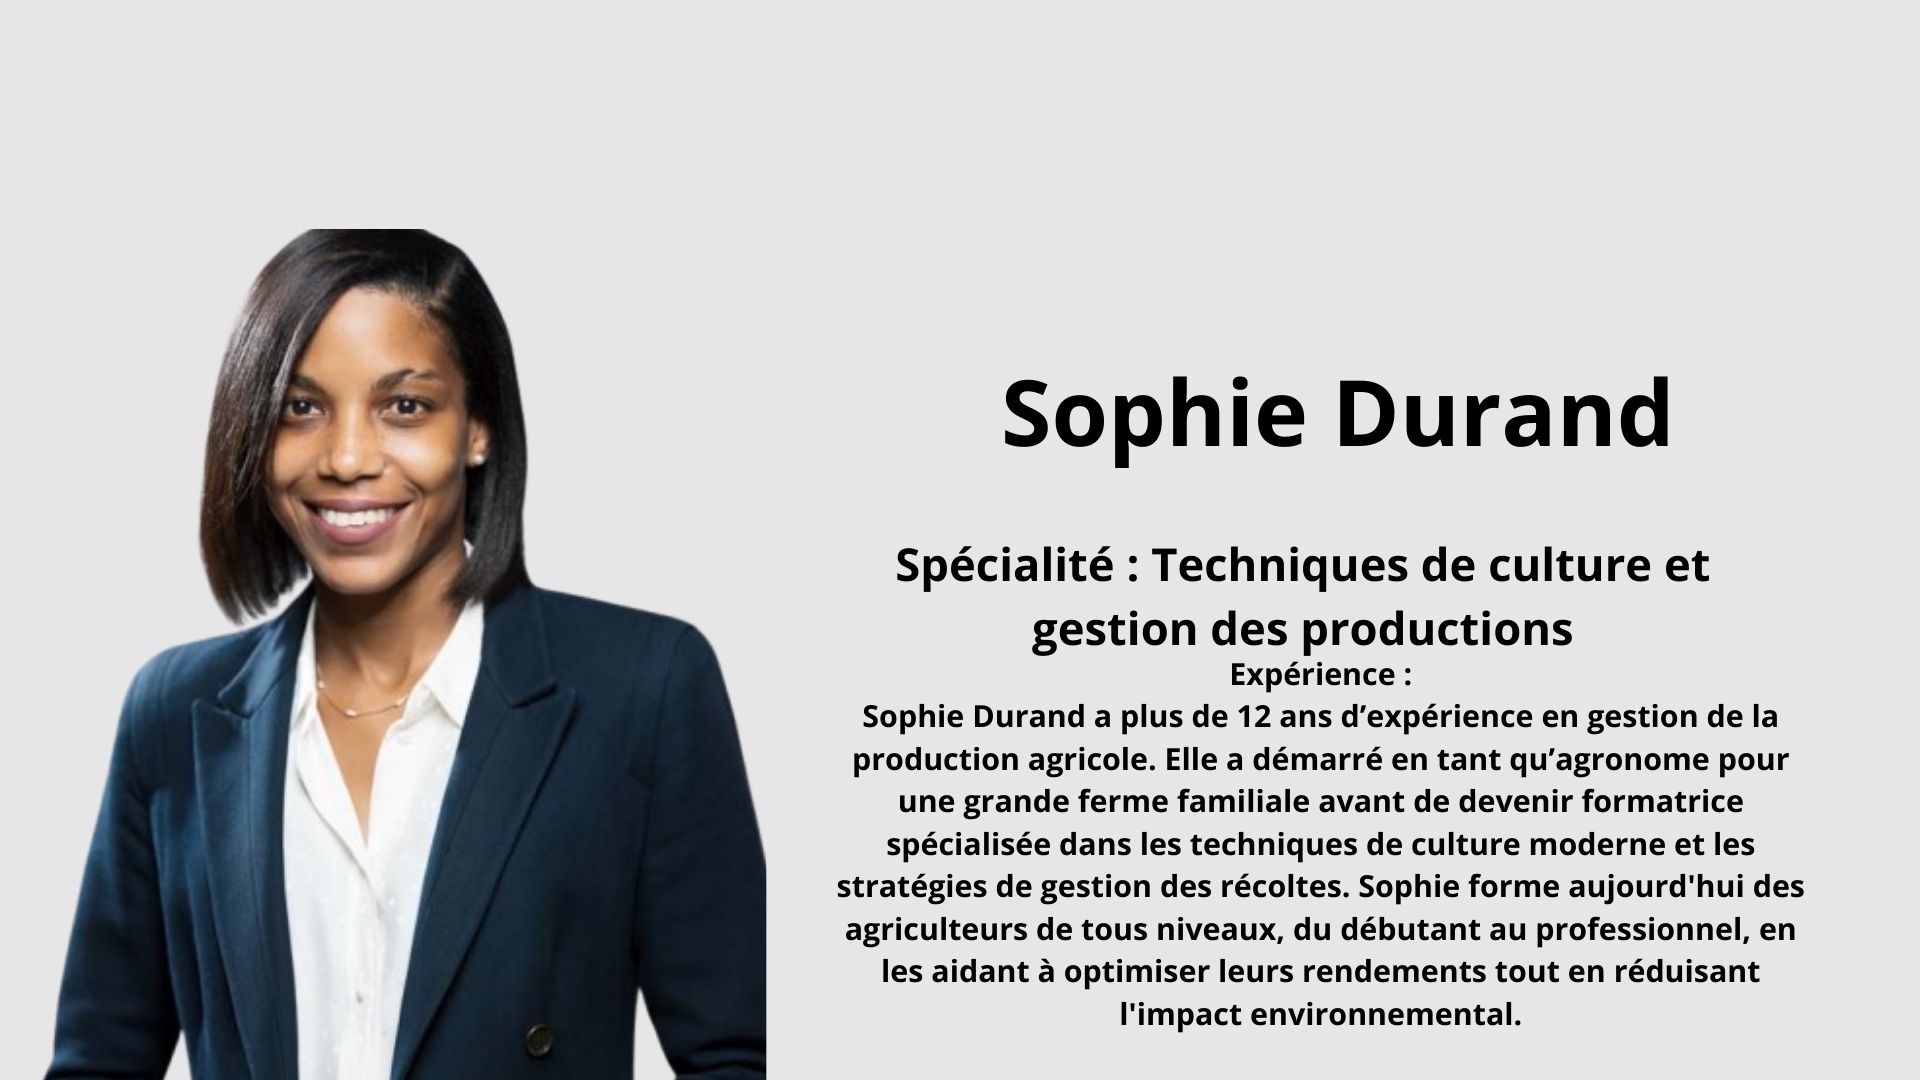 Sophie Durand
Spécialité : Techniques de culture et
gestion des productions
Expérience :
Sophie Durand a plus de 12 ans d’expérience en gestion de la
production agricole. Elle a démarré en tant qu’agronome pour
une grande ferme familiale avant de devenir formatrice
spécialisée dans les techniques de culture moderne et les
stratégies de gestion des récoltes. Sophie forme aujourd'hui des
agriculteurs de tous niveaux, du débutant au professionnel, en
les aidant à optimiser leurs rendements tout en réduisant
l'impact environnemental.